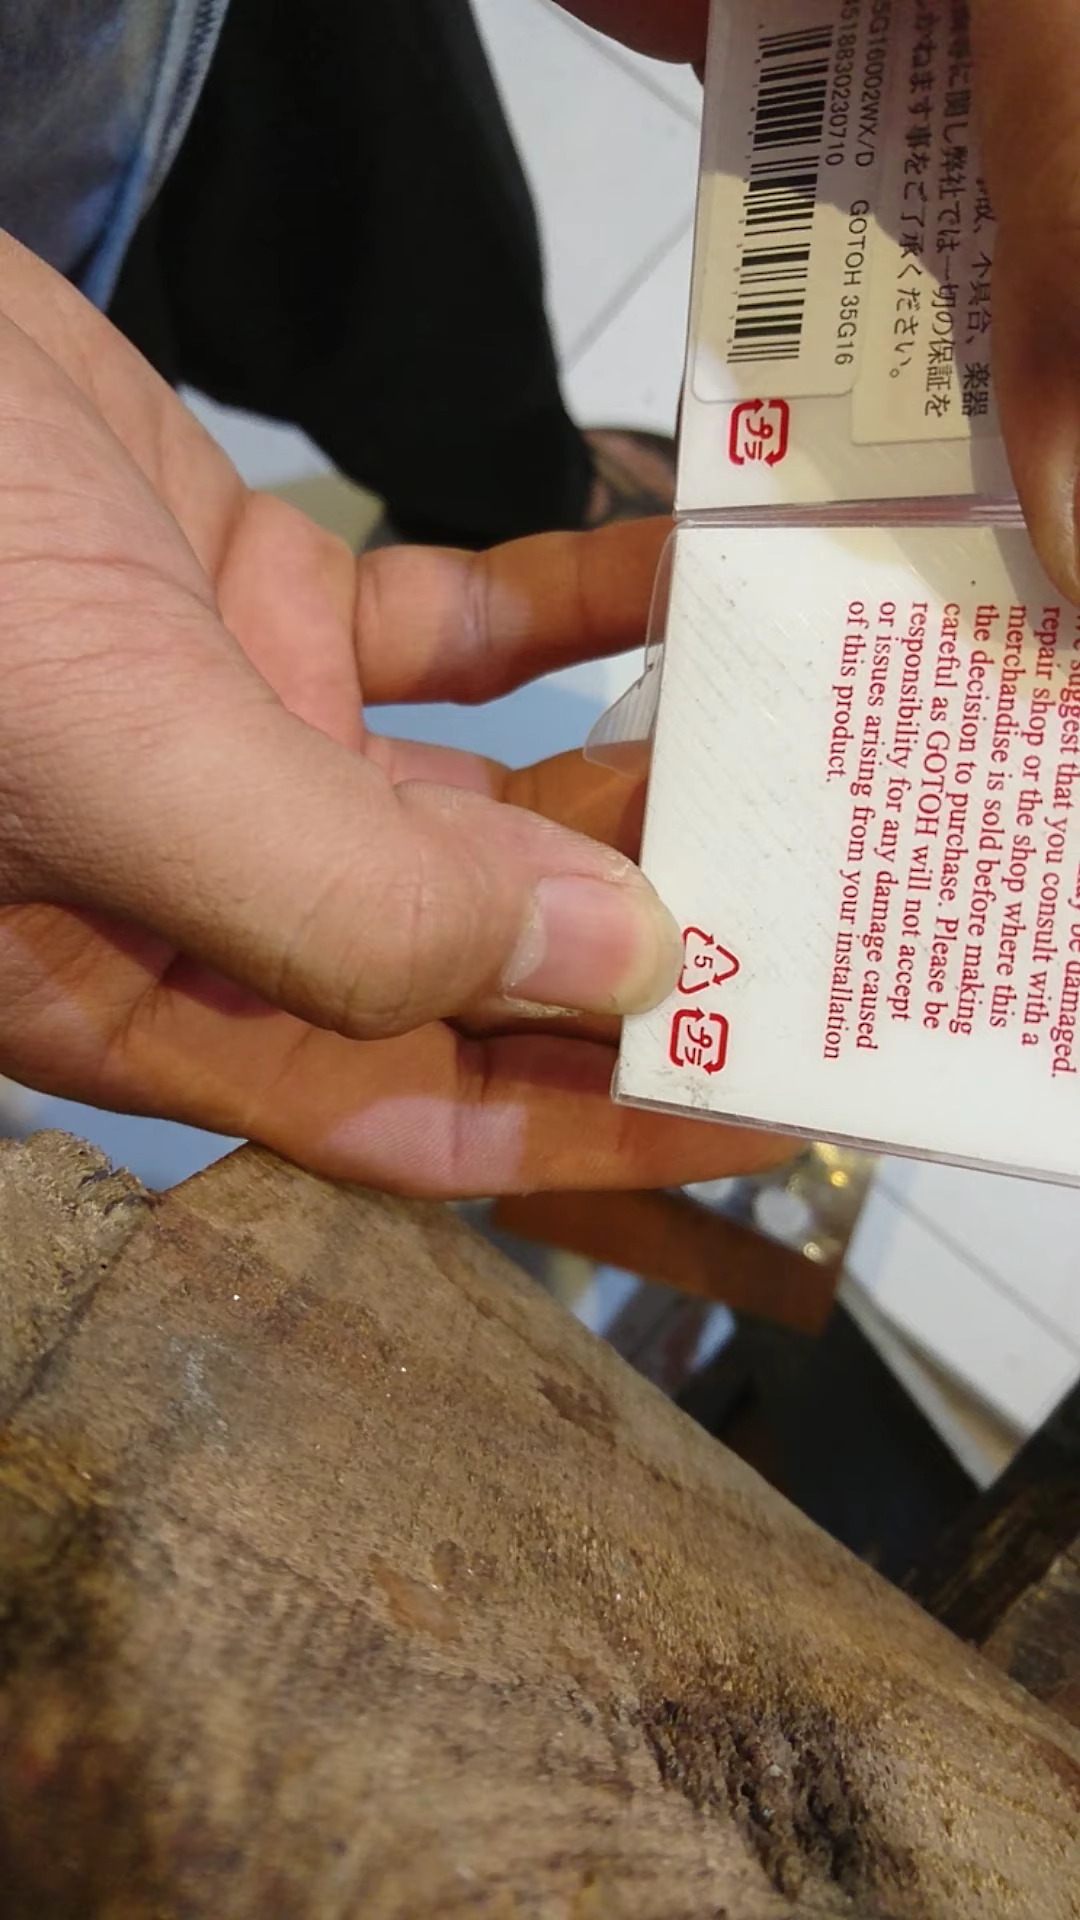 不具合、楽器
に関し弊社では一切の保証を
かねます事をご了承ください。
5G16002WX/D GOTOH 35G16
4518830230710
プラ
be damaged.
suggest that you consult with a
repair shop or the shop where this
merchandise is sold before making
the decision to purchase. Please be
careful as GOTOH will not accept
responsibility for any damage caused
or issues arising from your installation
of this product.
5
プラ